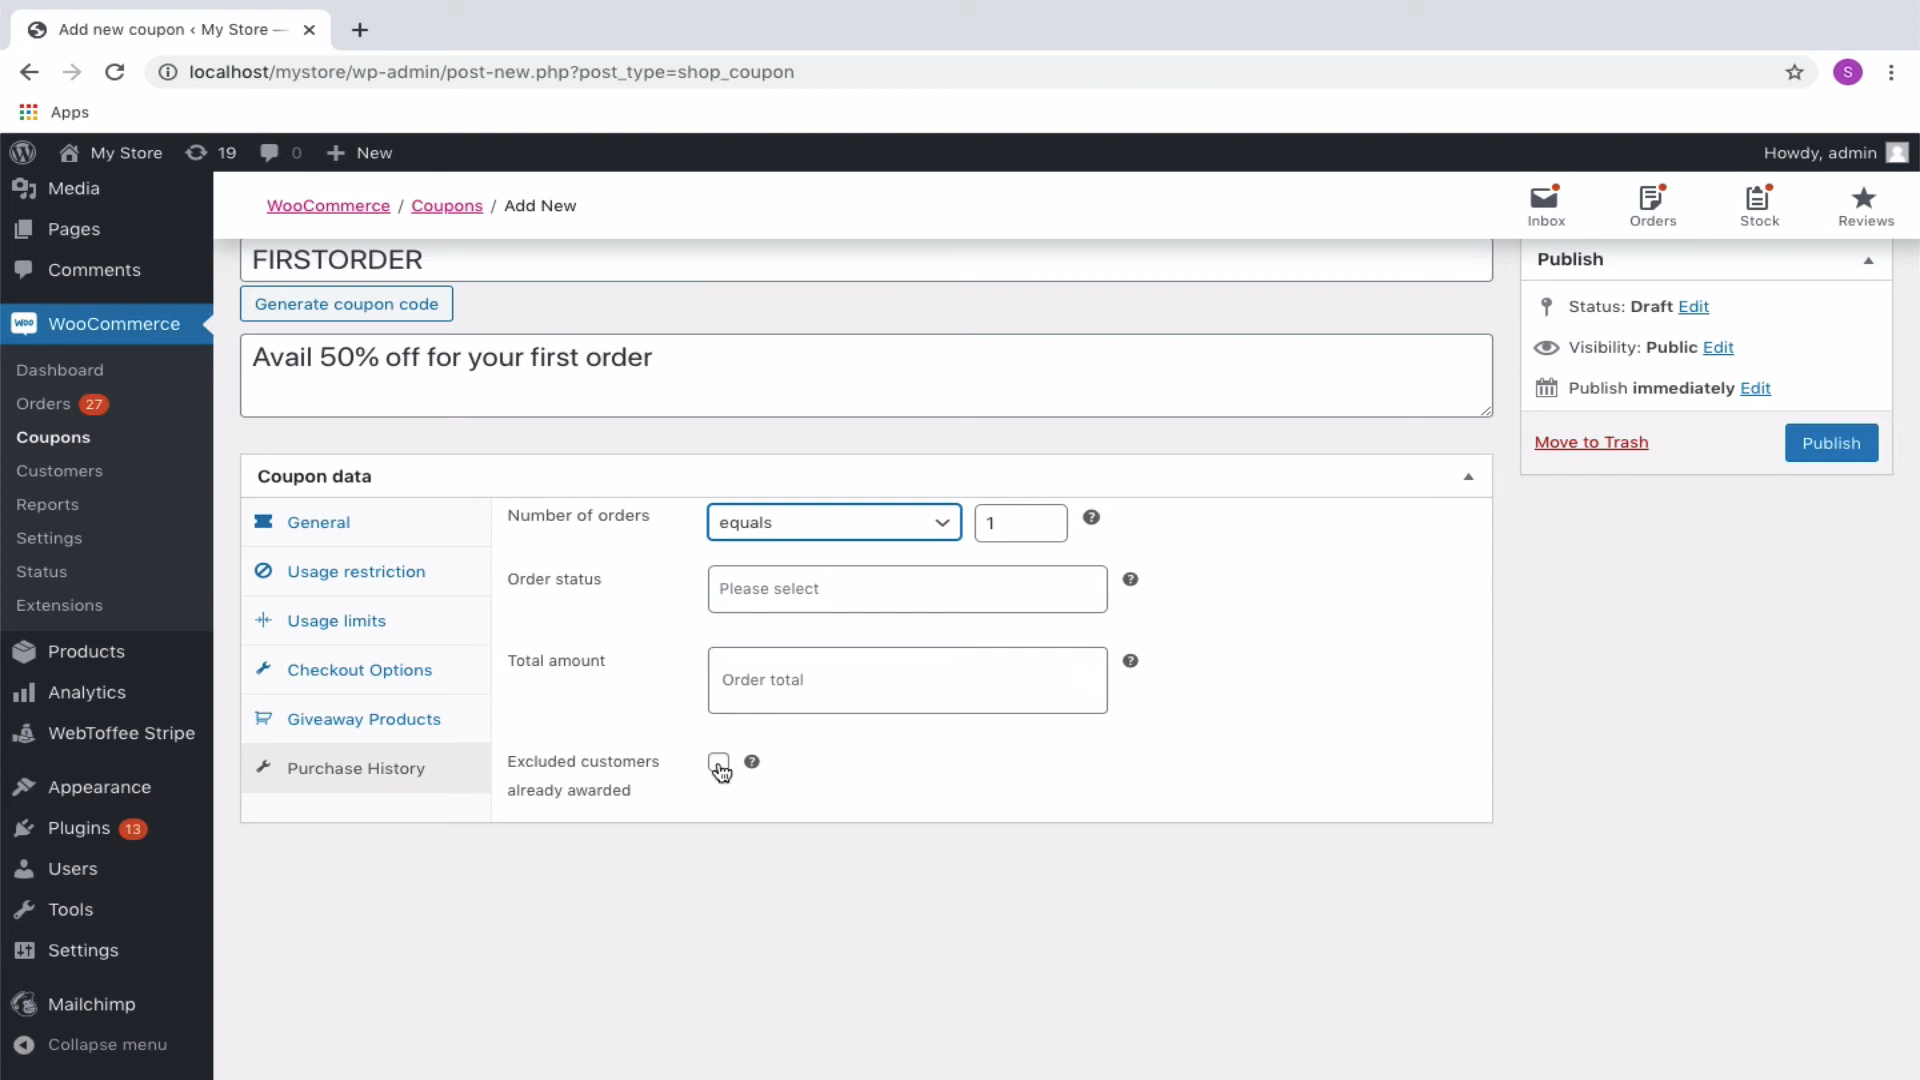 Add new coupon ‹ My Store —
localhost/mystore/wp-admin/post-new.php?post_type=shop_coupon
S
Apps
My Store 19 0 New
Howdy, admin
Media
Pages
Comments
WooCommerce
Dashboard
Orders 27
Coupons
Customers
Reports
Settings
Status
Extensions
Products
Analytics
WebToffee Stripe
Appearance
Plugins 13
Users
Tools
Settings
Mailchimp
Collapse menu
WooCommerce / Coupons / Add New
Inbox
Orders
Stock
Reviews
FIRSTORDER
Generate coupon code
Avail 50% off for your first order
Coupon data
General
Usage restriction
Usage limits
Checkout Options
Giveaway Products
Purchase History
Number of orders
equals
1
?
Order status
Please select
?
Total amount
Order total
?
Excluded customers
already awarded
?
Publish
Status: Draft Edit
Visibility: Public Edit
Publish immediately Edit
Move to Trash
Publish